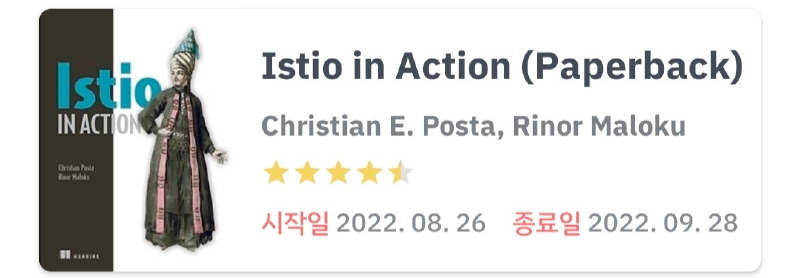 Istio
IN ACTION
Christian Posta
Rinor Maloku
MANNING
Istio in Action (Paperback)
Christian E. Posta, Rinor Maloku
시작일 2022. 08. 26 종료일 2022. 09. 28